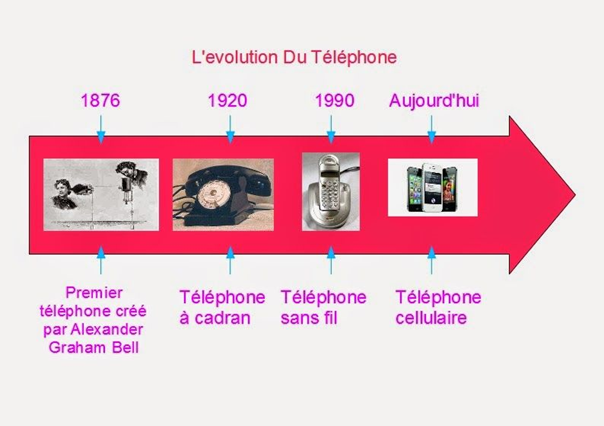 L'evolution Du Téléphone
1876
1920
1990
Aujourd'hui
Premier
téléphone créé
par Alexander
Graham Bell
Téléphone
à cadran
Téléphone
sans fil
Téléphone
cellulaire